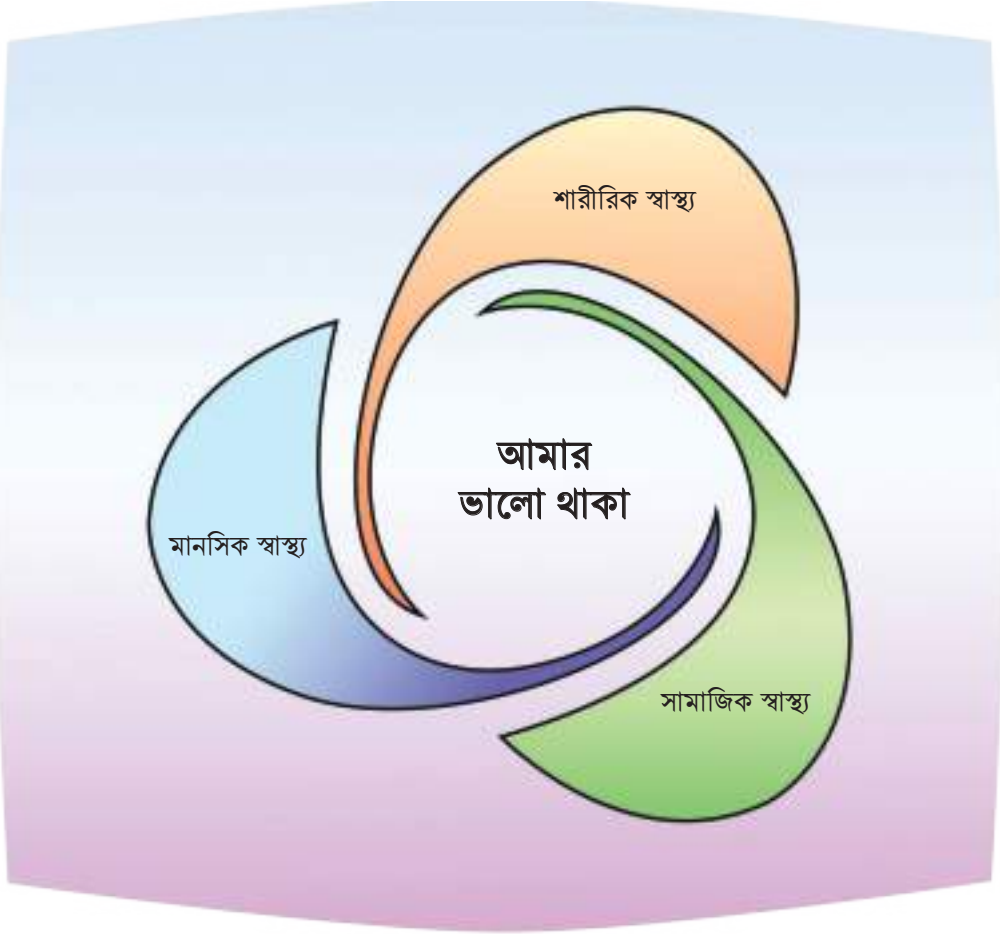 শারীরিক স্বাস্থ্য
আমার
ভালো থাকা
মানসিক স্বাস্থ্য
সামাজিক স্বাস্থ্য